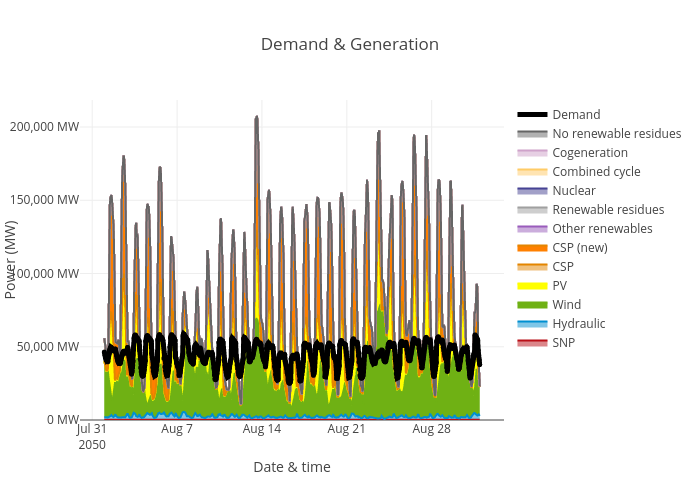 Demand & Generation
Power (MW)
200,000 MW
150,000 MW
100,000 MW
50,000 MW
0 MW
Jul 31
2050
Aug 7
Aug 14
Aug 21
Aug 28
Date & time
Demand
No renewable residues
Cogeneration
Combined cycle
Nuclear
Renewable residues
Other renewables
CSP (new)
CSP
PV
Wind
Hydraulic
SNP